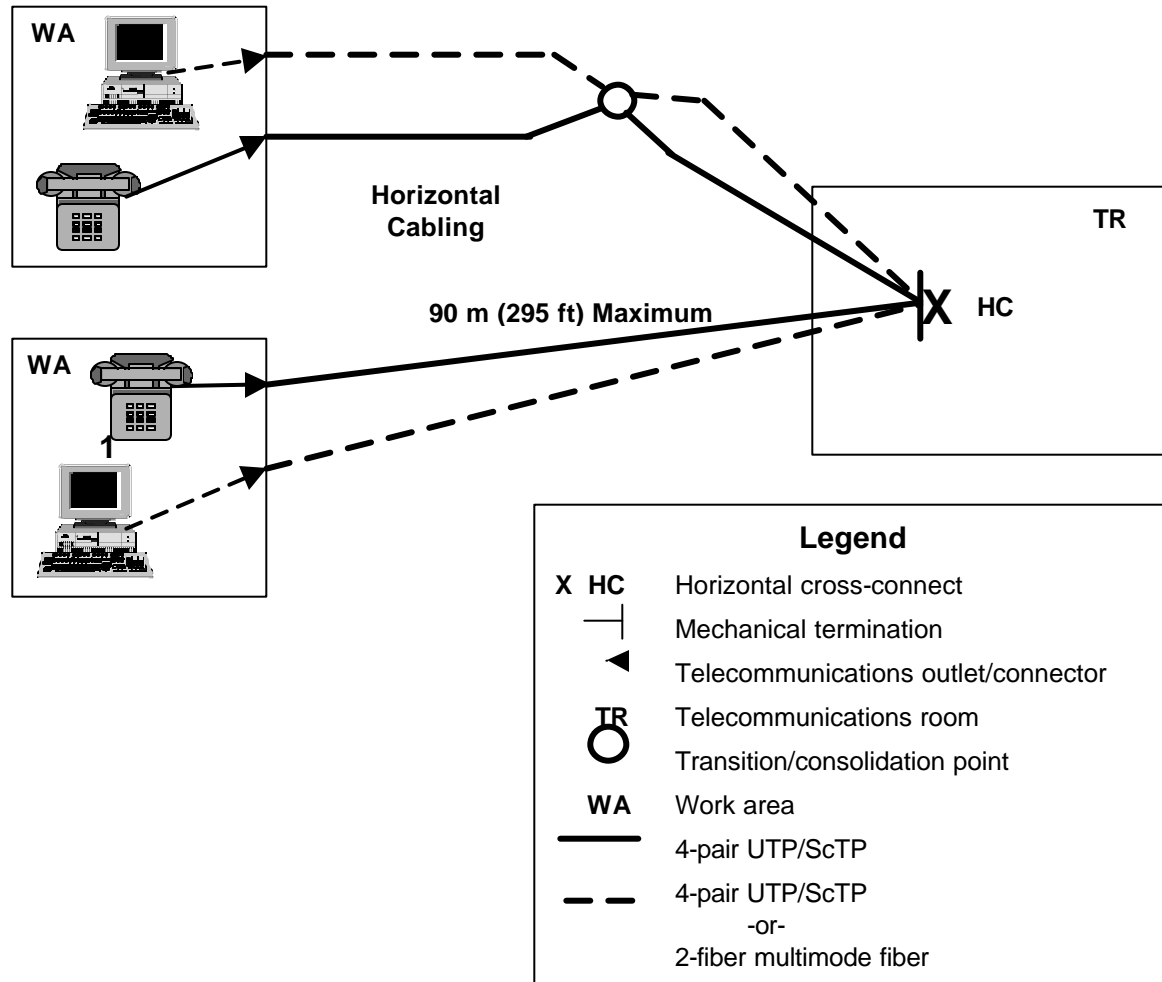 WA
Horizontal
Cabling
TR
X HC
90 m (295 ft) Maximum
WA
1
Legend
X HC Horizontal cross-connect
Mechanical termination
Telecommunications outlet/connector
TR Telecommunications room
Transition/consolidation point
WA Work area
4-pair UTP/ScTP
4-pair UTP/ScTP
-or-
2-fiber multimode fiber